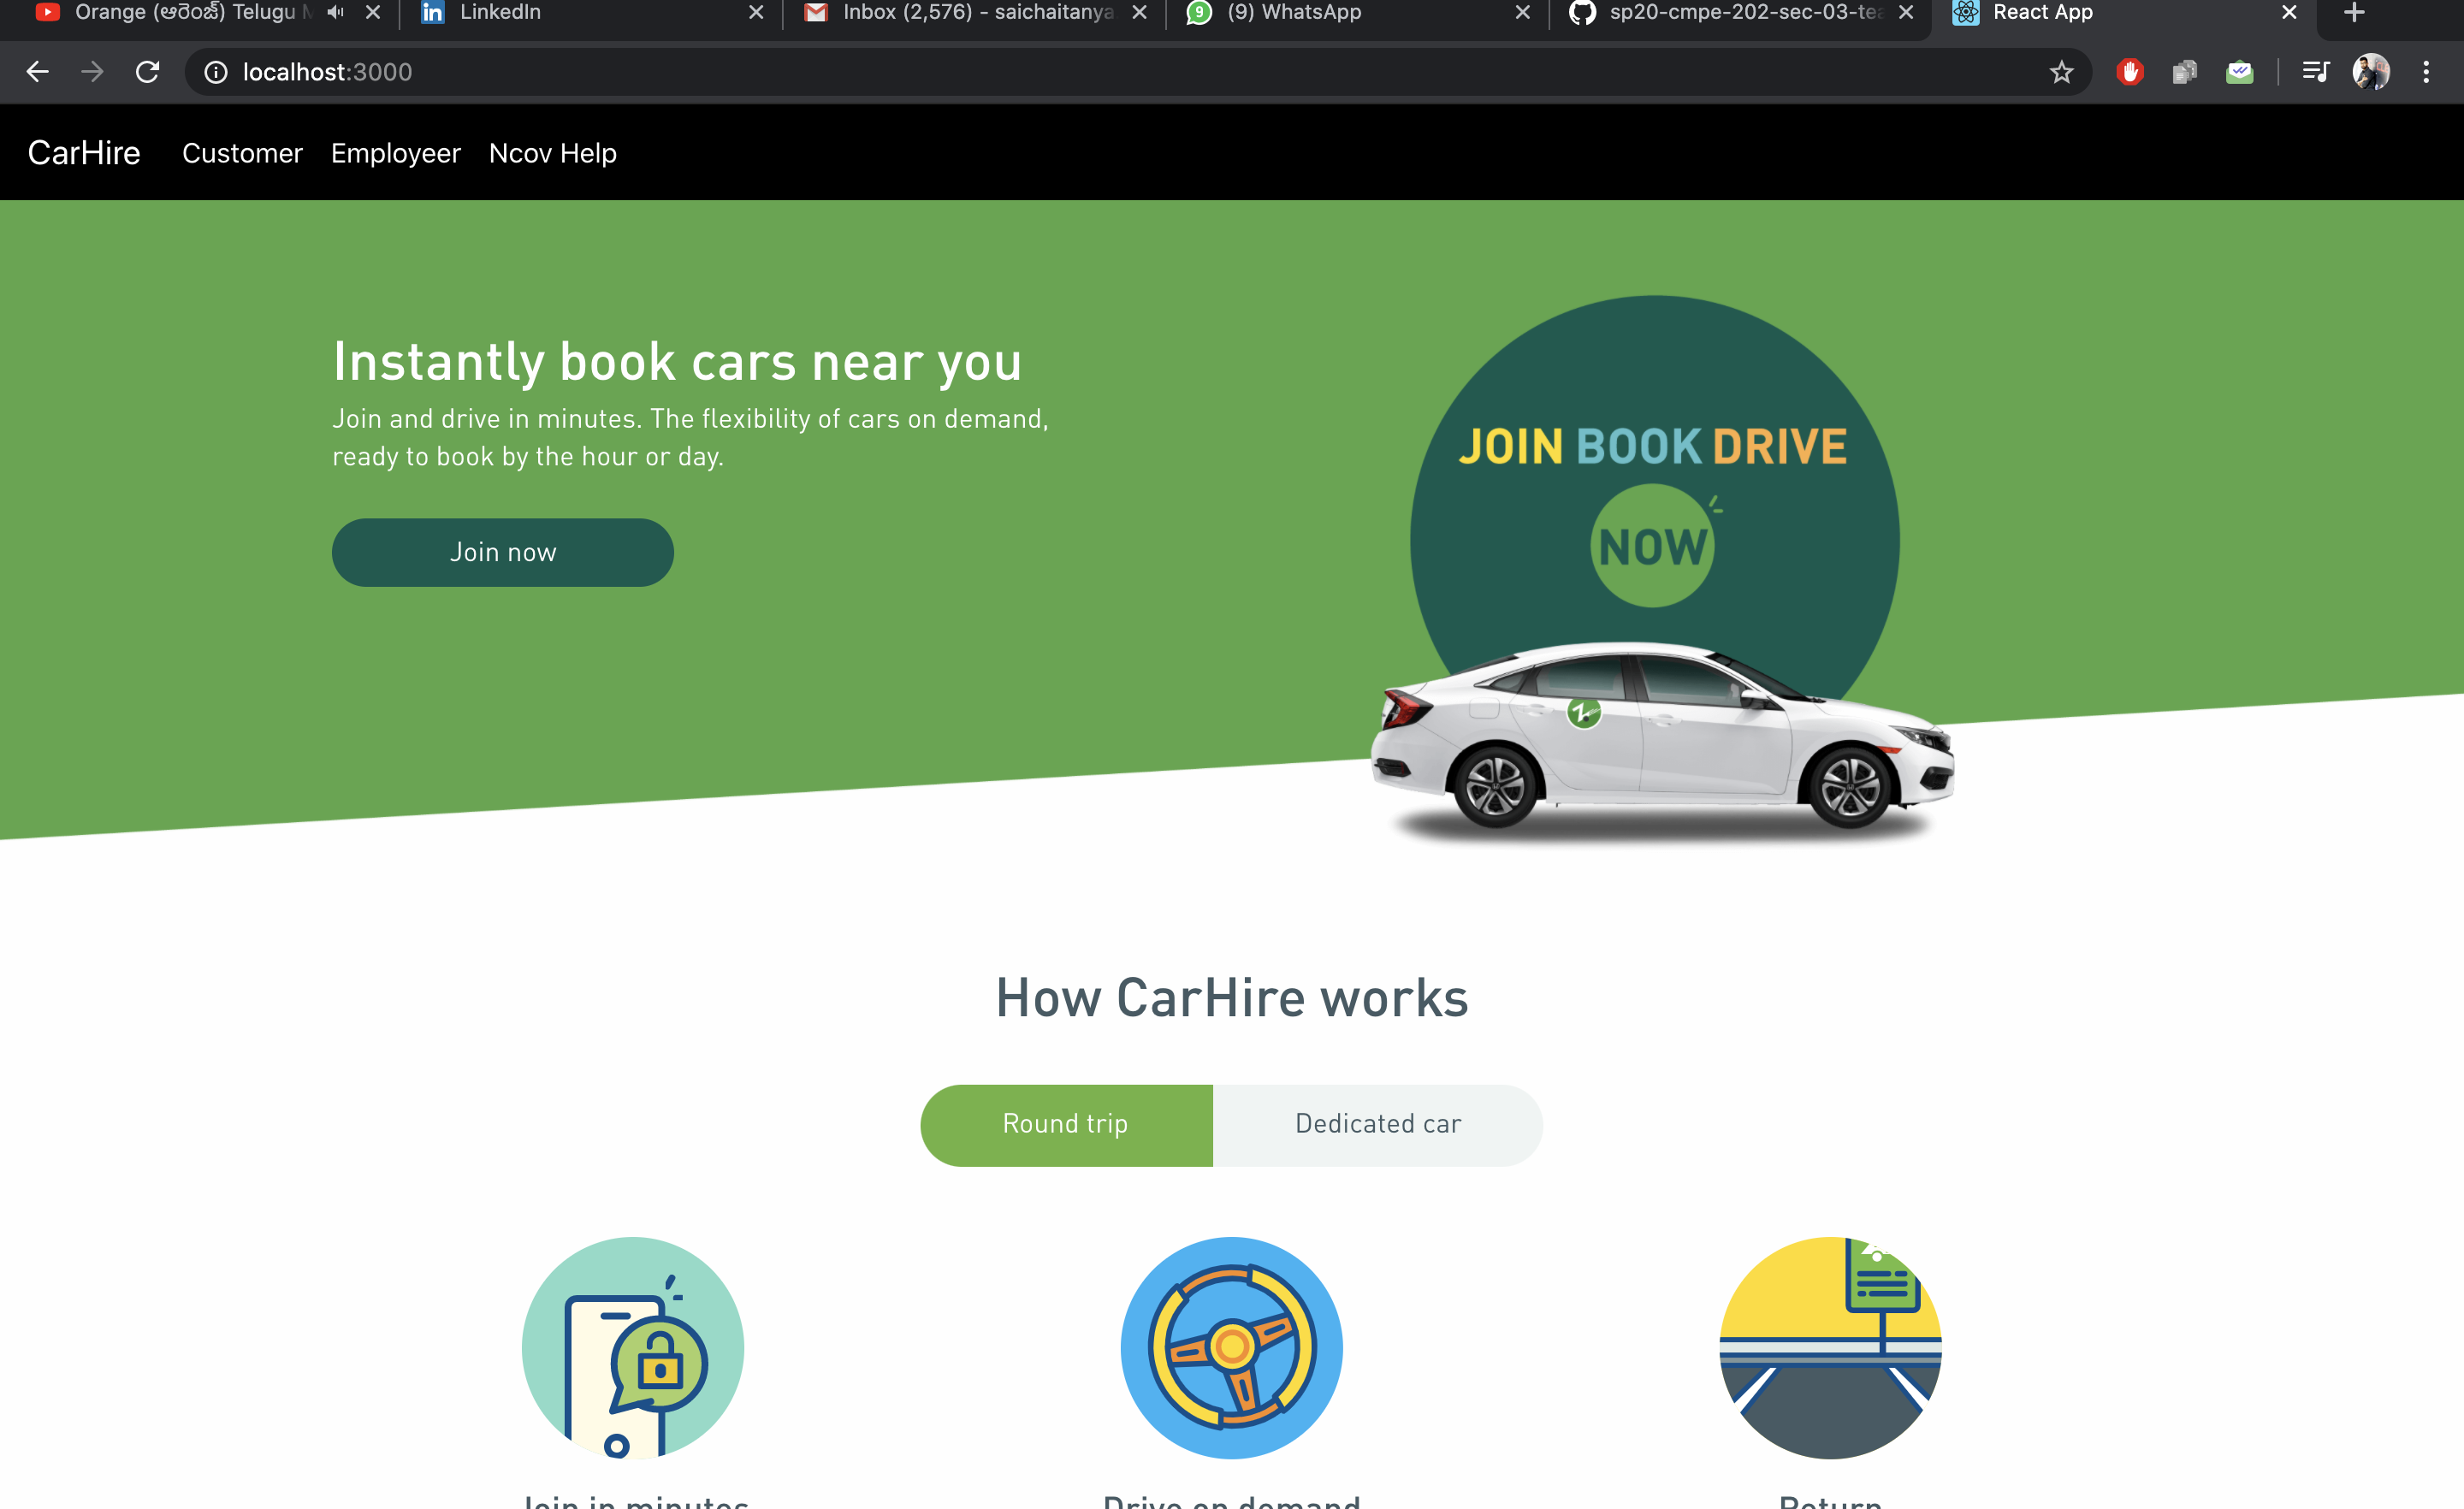 Orange (ఆరెంజ్) Telugu
LinkedIn
Inbox (2,576) - saichaitanya
9
(9) WhatsApp
sp20-cmpe-202-sec-03-tea
React App
localhost:3000
CarHire
Customer
Employeer
Ncov Help
Instantly book cars near you
Join and drive in minutes. The flexibility of cars on demand,
ready to book by the hour or day.
Join now
JOIN BOOK DRIVE
NOW
How CarHire works
Round trip
Dedicated car
Join in minutes
Drive on demand
Return